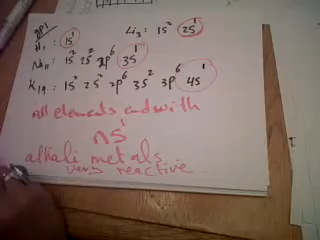 gp1
H₁: 1s¹ Li₃: 1s² 2s¹
Na₁₁: 1s² 2s² 2p⁶ 3s¹
K₁₉: 1s² 2s² 2p⁶ 3s² 3p⁶ 4s¹
all elements end with
ns¹
alkali metals
very reactive.